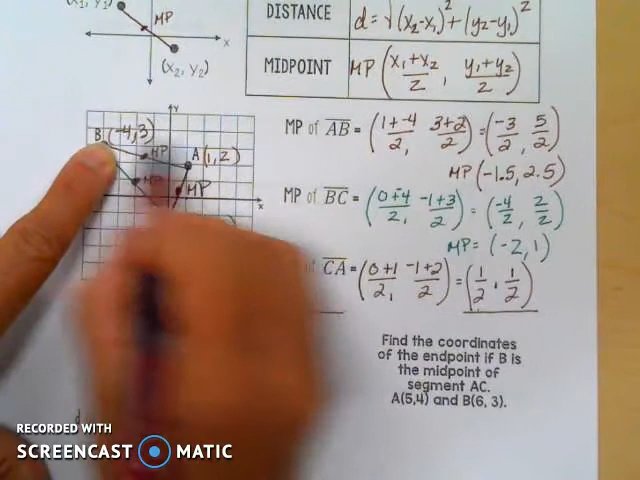 (x1, y1)
MP
x
(x2, y2)
DISTANCE d = √(x2-x1)² + (y2-y1)²
MIDPOINT MP (x1+x2/2, y1+y2/2)
y
B (-4,3)
MP
A (1,2)
MP
MP
x
MP of AB = (1+-4/2, 3+2/2) = (-3/2, 5/2)
MP (-1.5, 2.5)
MP of BC = (0+-4/2, -1+3/2) = (-4/2, 2/2)
MP = (-2, 1)
CA = (0+1/2, -1+2/2) = (1/2, 1/2)
Find the coordinates
of the endpoint if B is
the midpoint of
segment AC.
A(5,4) and B(6, 3).
d
RECORDED WITH
SCREENCAST MATIC